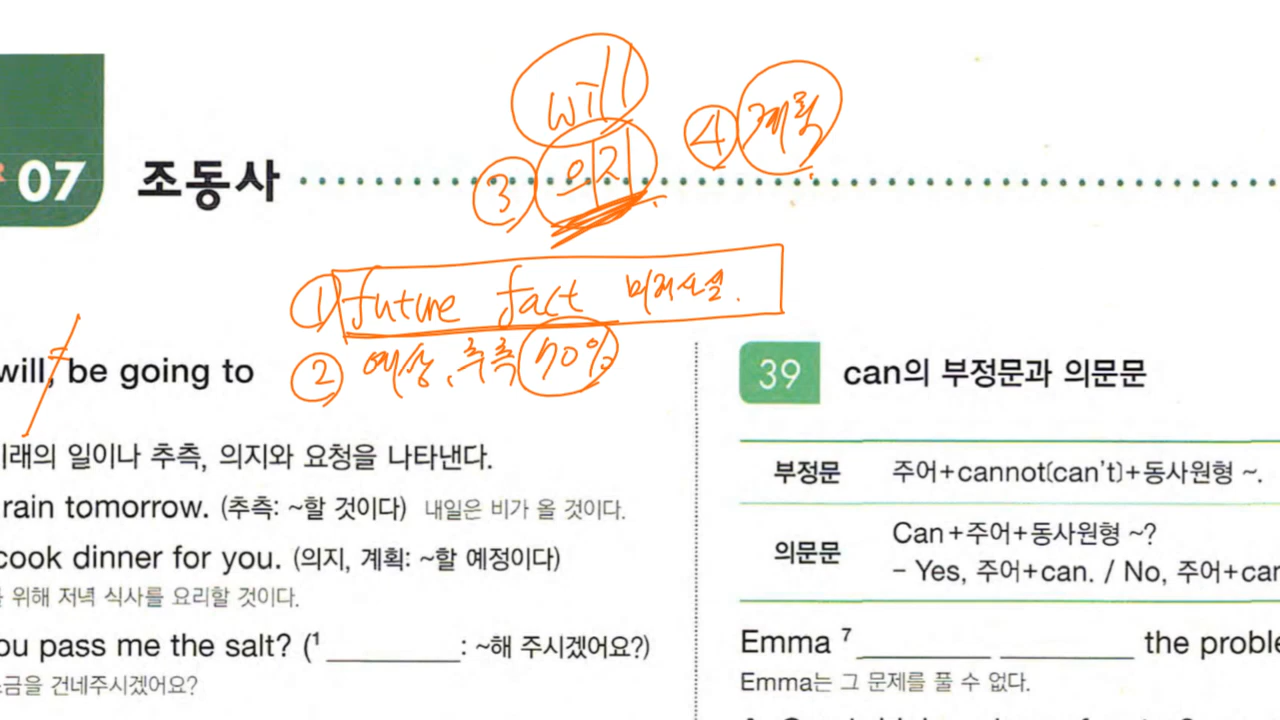 will
07 조동사
③ 의지 ④ 계획
① future fact 미래사실.
② 예상, 추측 70%
will, be going to
미래의 일이나 추측, 의지와 요청을 나타낸다.
rain tomorrow. (추측: ~할 것이다) 내일은 비가 올 것이다.
cook dinner for you. (의지, 계획: ~할 예정이다)
위해 저녁 식사를 요리할 것이다.
ou pass me the salt? (¹ ________: ~해 주시겠어요?)
소금을 건네주시겠어요?
39 can의 부정문과 의문문
부정문 주어+cannot(can't)+동사원형 ~.
의문문 Can+주어+동사원형 ~?
– Yes, 주어+can. / No, 주어+can
Emma ⁷ ________ ________ the proble
Emma는 그 문제를 풀 수 없다.